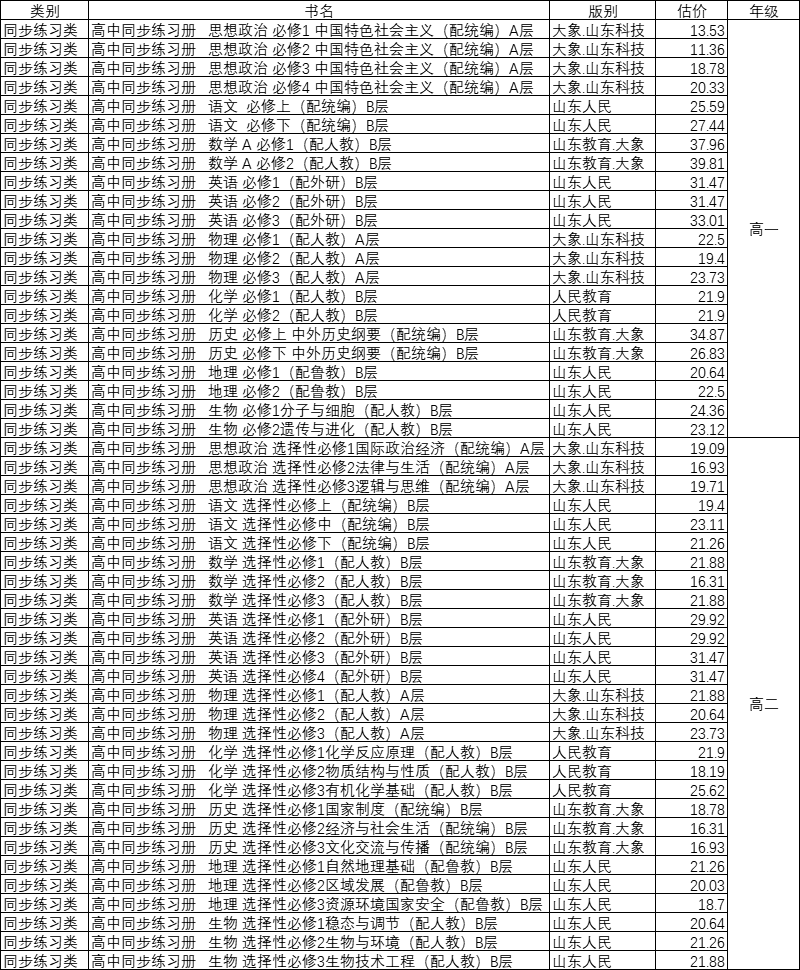 类别 书名 版别 估价 年级
同步练习类 高中同步练习册 思想政治 必修1 中国特色社会主义（配统编）A层 大象.山东科技 13.53
同步练习类 高中同步练习册 思想政治 必修2 中国特色社会主义（配统编）A层 大象.山东科技 11.36
同步练习类 高中同步练习册 思想政治 必修3 中国特色社会主义（配统编）A层 大象.山东科技 18.78
同步练习类 高中同步练习册 思想政治 必修4 中国特色社会主义（配统编）A层 大象.山东科技 20.33
同步练习类 高中同步练习册 语文 必修上（配统编）B层 山东人民 25.59
同步练习类 高中同步练习册 语文 必修下（配统编）B层 山东人民 27.44
同步练习类 高中同步练习册 数学 A 必修1（配人教）B层 山东教育.大象 37.96
同步练习类 高中同步练习册 数学 A 必修2（配人教）B层 山东教育.大象 39.81
同步练习类 高中同步练习册 英语 必修1（配外研）B层 山东人民 31.47
同步练习类 高中同步练习册 英语 必修2（配外研）B层 山东人民 31.47
同步练习类 高中同步练习册 英语 必修3（配外研）B层 山东人民 33.01
同步练习类 高中同步练习册 物理 必修1（配人教）A层 大象.山东科技 22.5
高一
同步练习类 高中同步练习册 物理 必修2（配人教）A层 大象.山东科技 19.4
同步练习类 高中同步练习册 物理 必修3（配人教）A层 大象.山东科技 23.73
同步练习类 高中同步练习册 化学 必修1（配人教）B层 人民教育 21.9
同步练习类 高中同步练习册 化学 必修2（配人教）B层 人民教育 21.9
同步练习类 高中同步练习册 历史 必修上 中外历史纲要（配统编）B层 山东教育.大象 34.87
同步练习类 高中同步练习册 历史 必修下 中外历史纲要（配统编）B层 山东教育.大象 26.83
同步练习类 高中同步练习册 地理 必修1（配鲁教）B层 山东人民 20.64
同步练习类 高中同步练习册 地理 必修2（配鲁教）B层 山东人民 22.5
同步练习类 高中同步练习册 生物 必修1分子与细胞（配人教）B层 山东人民 24.36
同步练习类 高中同步练习册 生物 必修2遗传与进化（配人教）B层 山东人民 23.12
同步练习类 高中同步练习册 思想政治 选择性必修1国际政治经济（配统编）A层 大象.山东科技 19.09
同步练习类 高中同步练习册 思想政治 选择性必修2法律与生活（配统编）A层 大象.山东科技 16.93
同步练习类 高中同步练习册 思想政治 选择性必修3逻辑与思维（配统编）A层 大象.山东科技 19.71
同步练习类 高中同步练习册 语文 选择性必修上（配统编）B层 山东人民 19.4
同步练习类 高中同步练习册 语文 选择性必修中（配统编）B层 山东人民 23.11
同步练习类 高中同步练习册 语文 选择性必修下（配统编）B层 山东人民 21.26
同步练习类 高中同步练习册 数学 选择性必修1（配人教）B层 山东教育.大象 21.88
同步练习类 高中同步练习册 数学 选择性必修2（配人教）B层 山东教育.大象 16.31
同步练习类 高中同步练习册 数学 选择性必修3（配人教）B层 山东教育.大象 21.88
同步练习类 高中同步练习册 英语 选择性必修1（配外研）B层 山东人民 29.92
同步练习类 高中同步练习册 英语 选择性必修2（配外研）B层 山东人民 29.92
同步练习类 高中同步练习册 英语 选择性必修3（配外研）B层 山东人民 31.47
同步练习类 高中同步练习册 英语 选择性必修4（配外研）B层 山东人民 31.47
同步练习类 高中同步练习册 物理 选择性必修1（配人教）A层 大象.山东科技 21.88
高二
同步练习类 高中同步练习册 物理 选择性必修2（配人教）A层 大象.山东科技 20.64
同步练习类 高中同步练习册 物理 选择性必修3（配人教）A层 大象.山东科技 23.73
同步练习类 高中同步练习册 化学 选择性必修1化学反应原理（配人教）B层 人民教育 21.9
同步练习类 高中同步练习册 化学 选择性必修2物质结构与性质（配人教）B层 人民教育 18.19
同步练习类 高中同步练习册 化学 选择性必修3有机化学基础（配人教）B层 人民教育 25.62
同步练习类 高中同步练习册 历史 选择性必修1国家制度（配统编）B层 山东教育.大象 18.78
同步练习类 高中同步练习册 历史 选择性必修2经济与社会生活（配统编）B层 山东教育.大象 16.31
同步练习类 高中同步练习册 历史 选择性必修3文化交流与传播（配统编）B层 山东教育.大象 16.93
同步练习类 高中同步练习册 地理 选择性必修1自然地理基础（配鲁教）B层 山东人民 21.26
同步练习类 高中同步练习册 地理 选择性必修2区域发展（配鲁教）B层 山东人民 20.03
同步练习类 高中同步练习册 地理 选择性必修3资源环境国家安全（配鲁教）B层 山东人民 18.7
同步练习类 高中同步练习册 生物 选择性必修1稳态与调节（配人教）B层 山东人民 20.64
同步练习类 高中同步练习册 生物 选择性必修2生物与环境（配人教）B层 山东人民 21.26
同步练习类 高中同步练习册 生物 选择性必修3生物技术工程（配人教）B层 山东人民 21.88